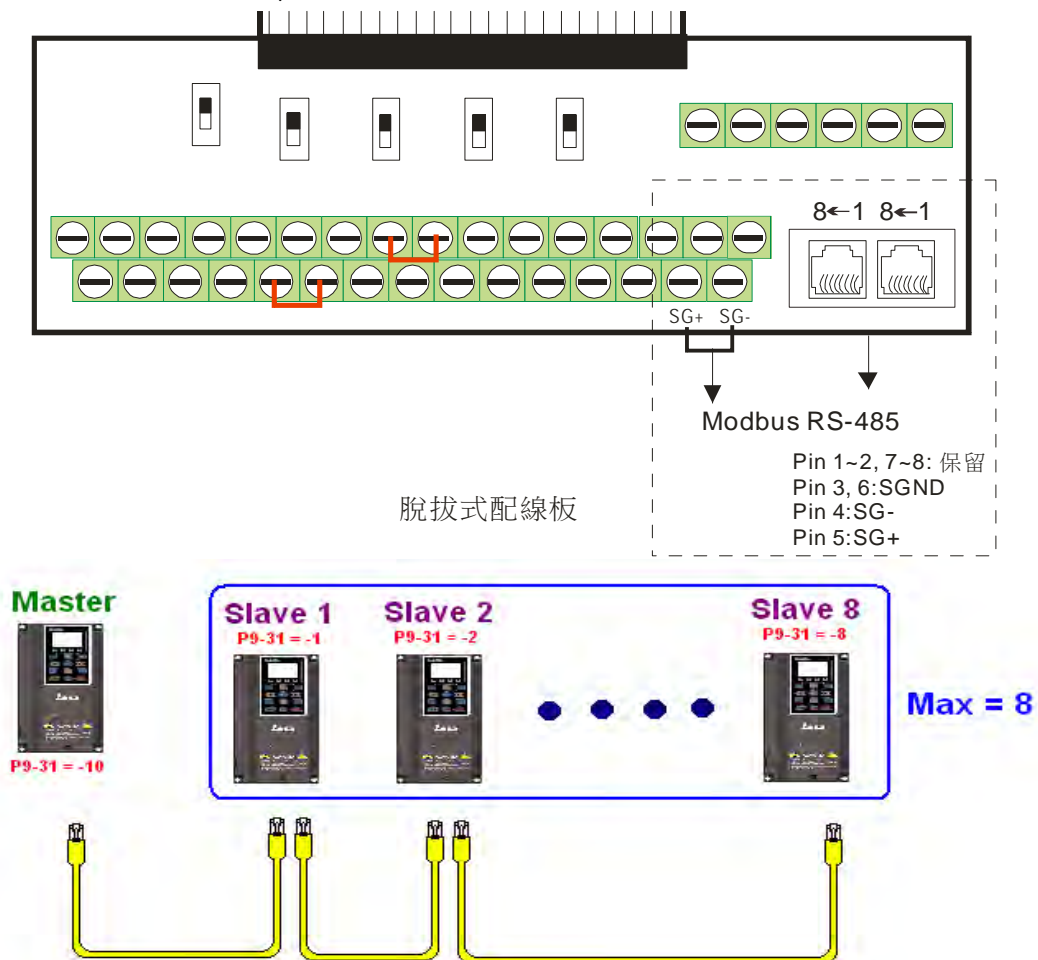 8←1 8←1
SG+ SG-
Modbus RS-485
Pin 1~2, 7~8: 保留
Pin 3, 6:SGND
Pin 4:SG-
Pin 5:SG+
脫拔式配線板
Master
P9-31 = -10
Slave 1
P9-31 = -1
Slave 2
P9-31 = -2
Slave 8
P9-31 = -8
Max = 8